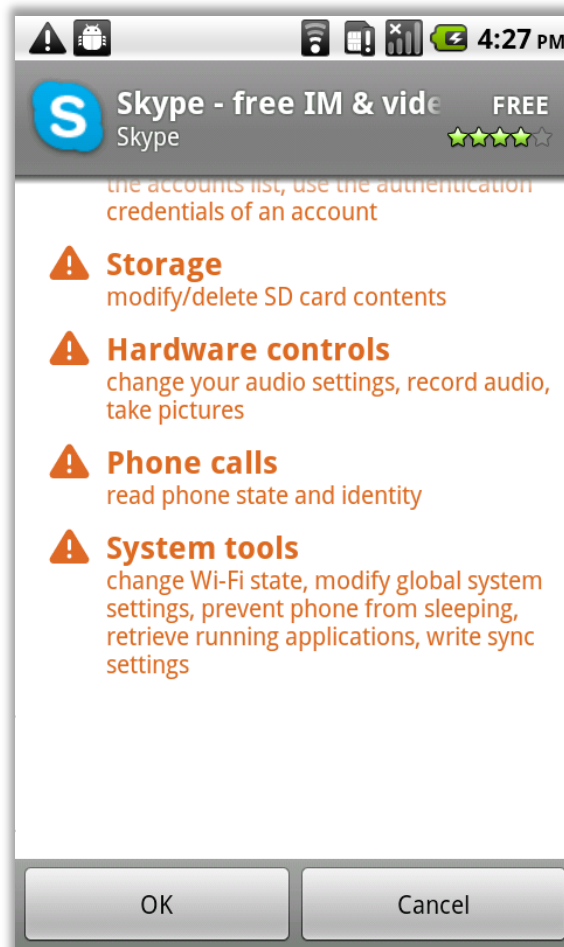 4:27 PM
Skype - free IM & vide
FREE
Skype
the accounts list, use the authentication
credentials of an account
Storage
modify/delete SD card contents
Hardware controls
change your audio settings, record audio,
take pictures
Phone calls
read phone state and identity
System tools
change Wi-Fi state, modify global system
settings, prevent phone from sleeping,
retrieve running applications, write sync
settings
OK
Cancel